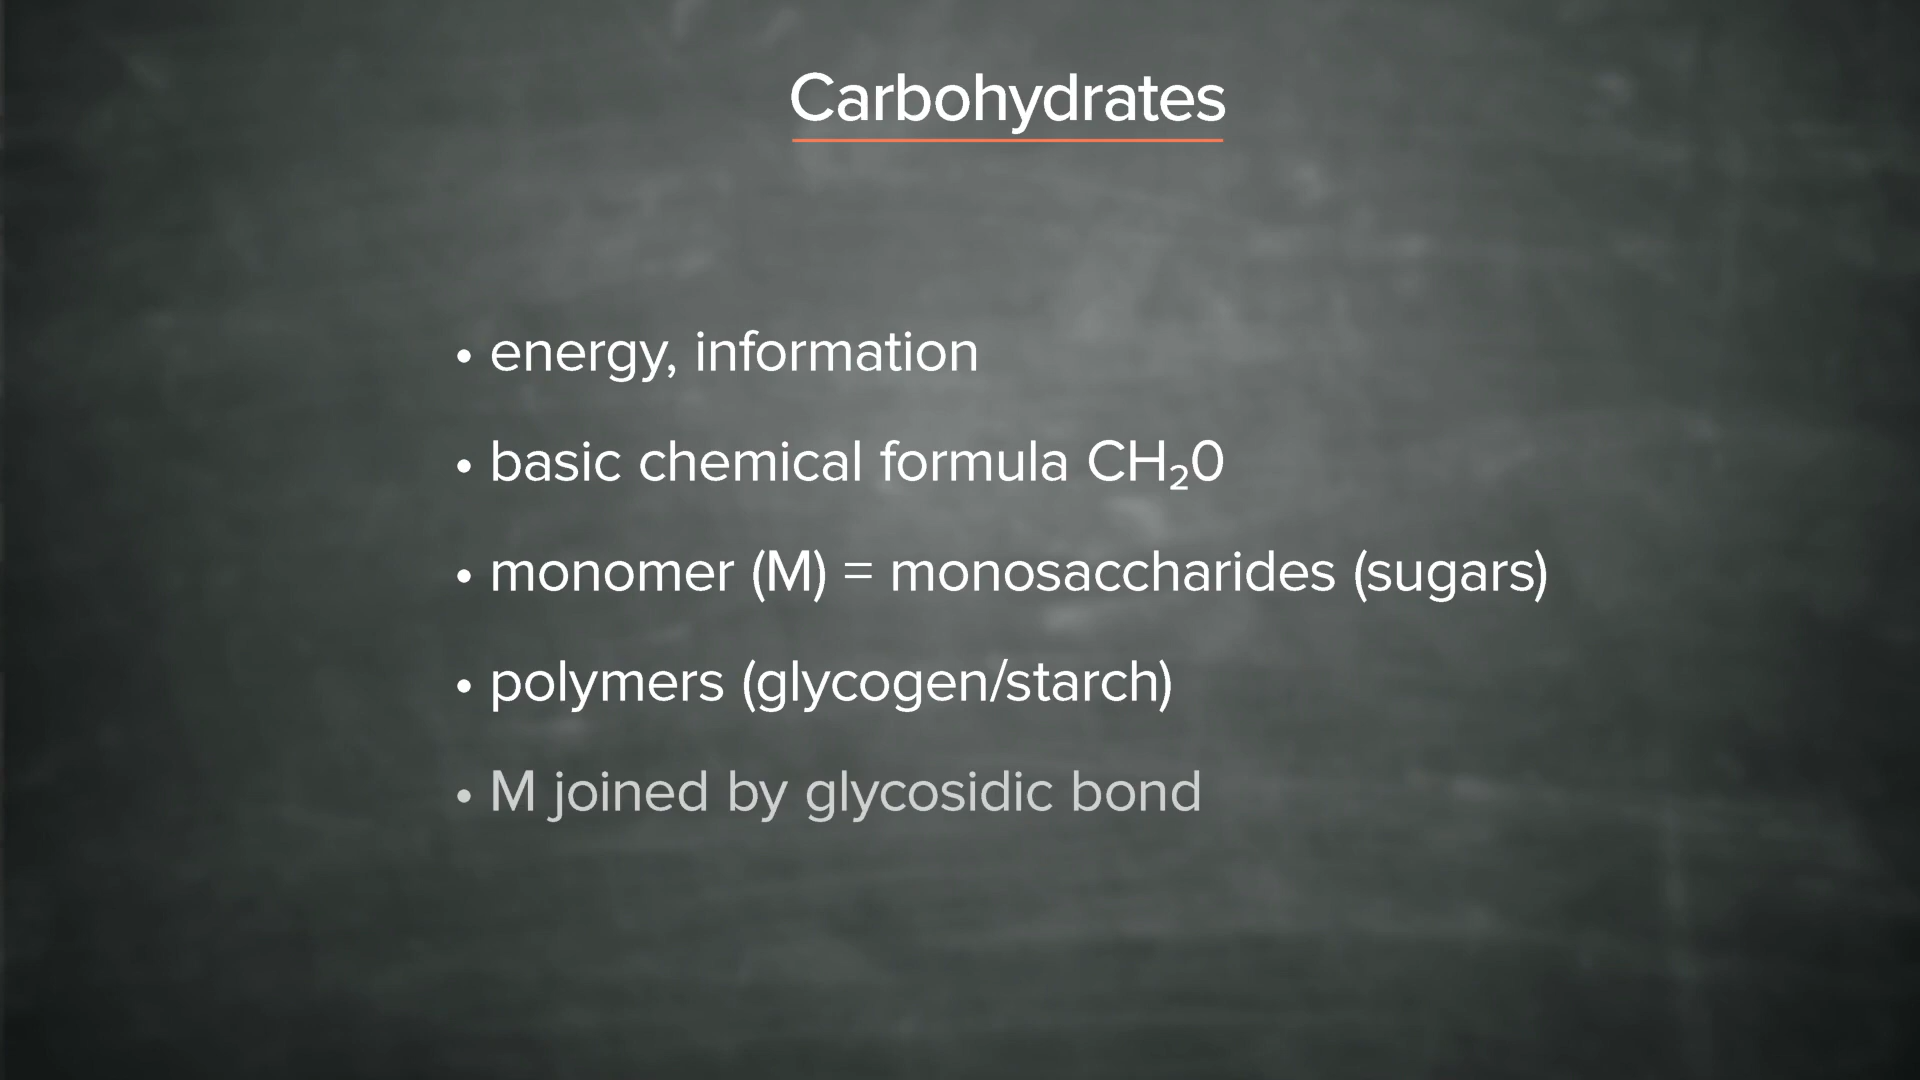 Carbohydrates
• energy, information
• basic chemical formula CH₂0
• monomer (M) = monosaccharides (sugars)
• polymers (glycogen/starch)
• M joined by glycosidic bond